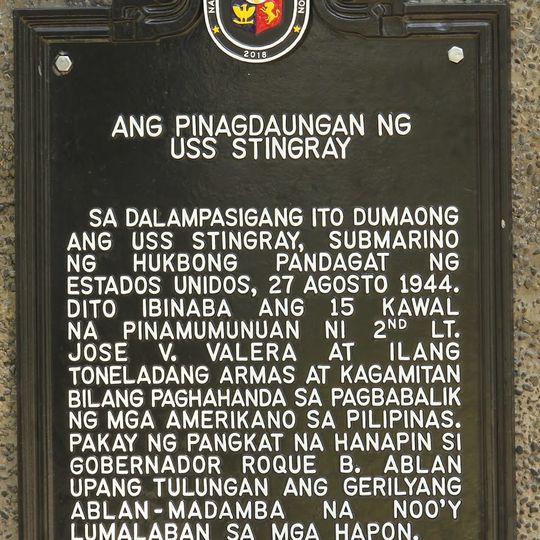 2018
ANG PINAGDAUNGAN NG
USS STINGRAY
SA DALAMPASIGANG ITO DUMAONG
ANG USS STINGRAY, SUBMARINO
NG HUKBONG PANDAGAT NG
ESTADOS UNIDOS, 27 AGOSTO 1944.
DITO IBINABA ANG 15 KAWAL
NA PINAMUMUNUAN NI 2ND LT.
JOSE V. VALERA AT ILANG
TONELADANG ARMAS AT KAGAMITAN
BILANG PAGHAHANDA SA PAGBABALIK
NG MGA AMERIKANO SA PILIPINAS.
PAKAY NG PANGKAT NA HANAPIN SI
GOBERNADOR ROQUE B. ABLAN
UPANG TULUNGAN ANG GERILYANG
ABLAN-MADAMBA NA NOO'Y
LUMALABAN SA MGA HAPON.